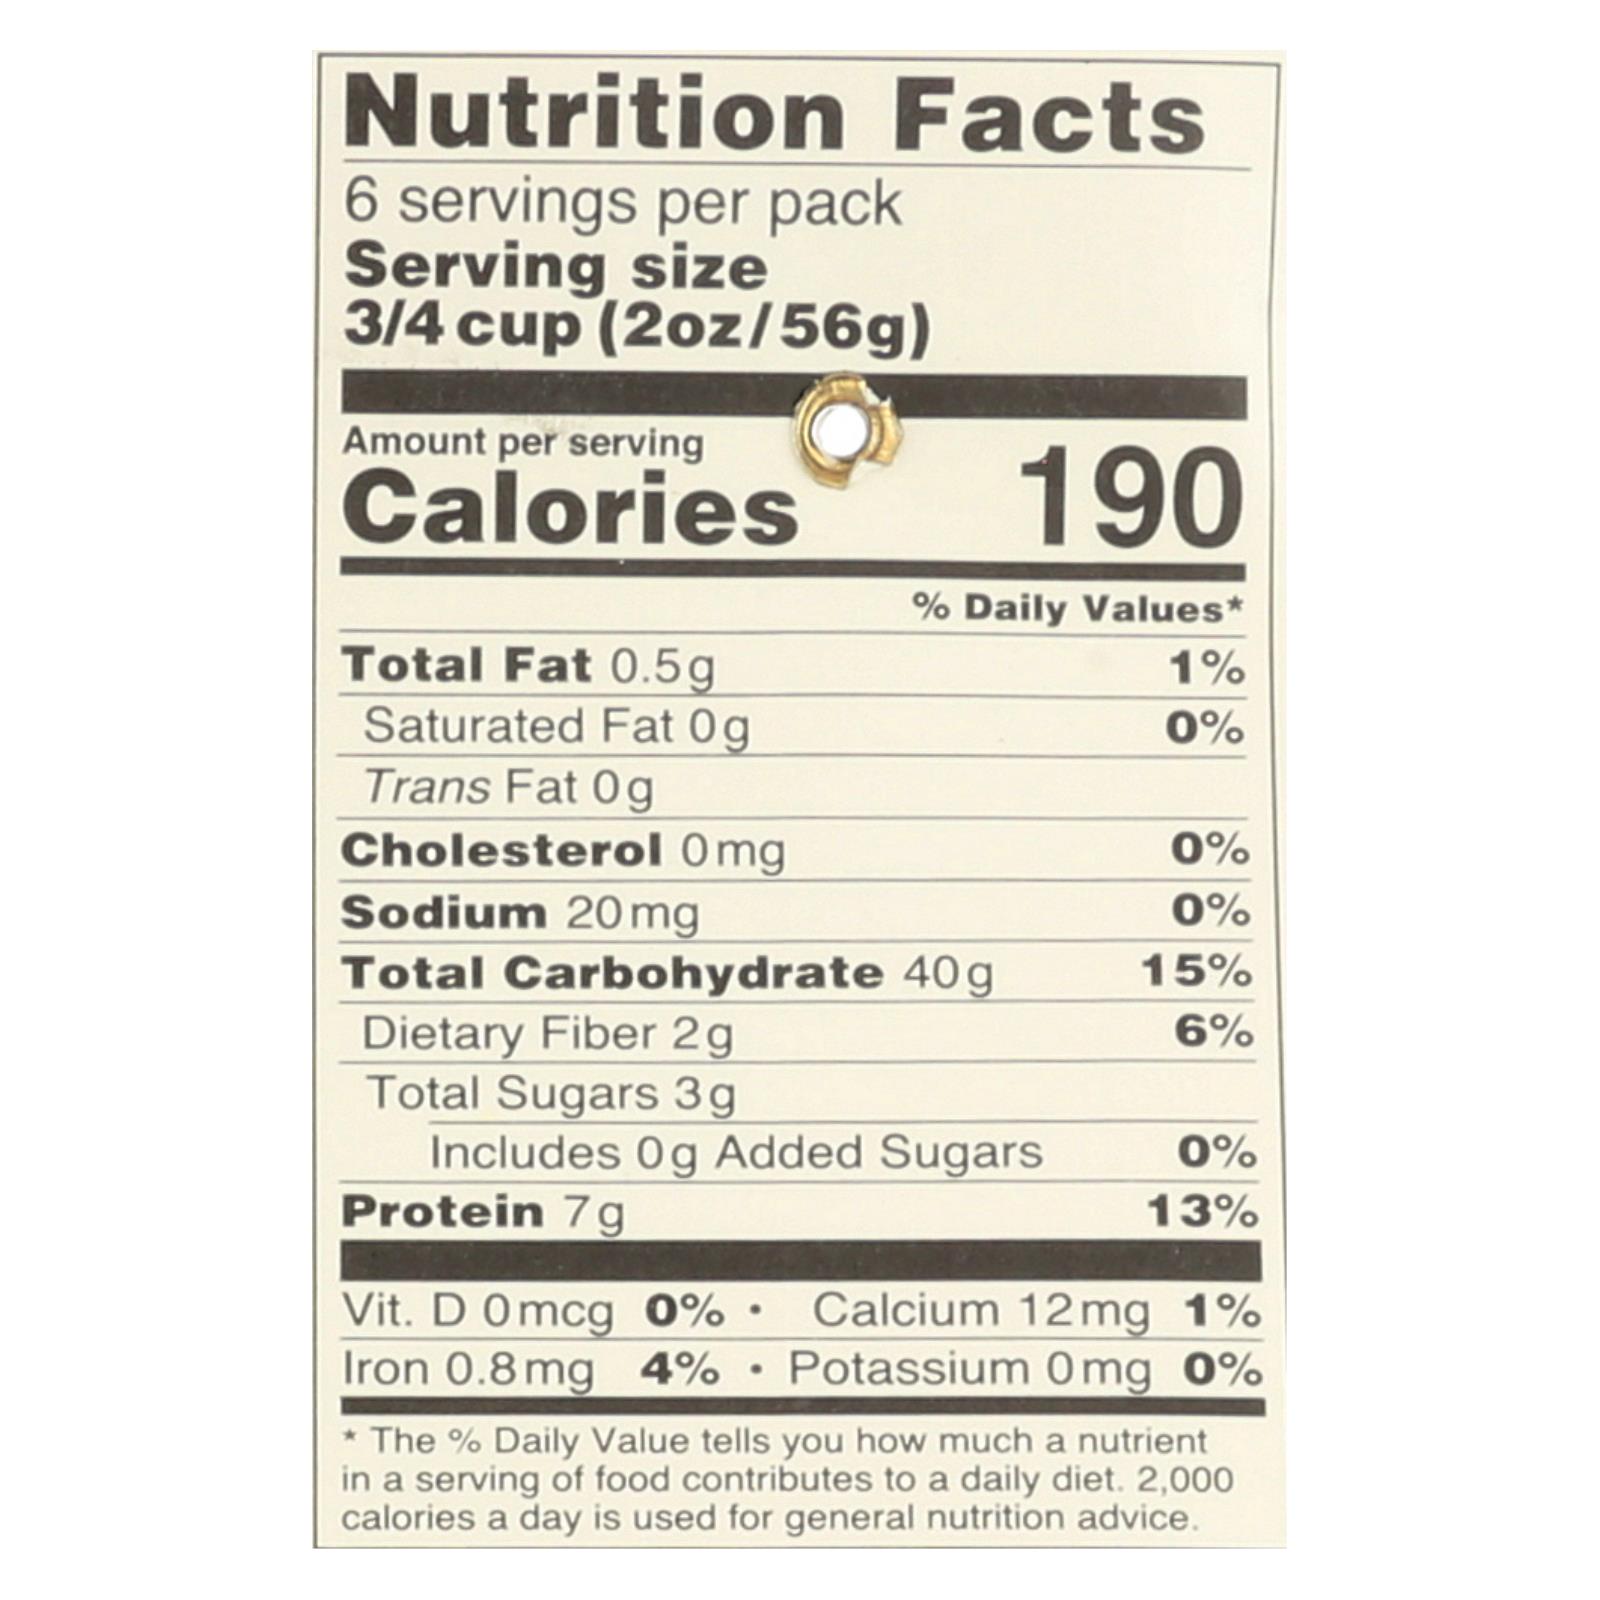 Nutrition Facts
6 servings per pack
Serving size
3/4 cup (2oz/56g)
Amount per serving
Calories 190
% Daily Values*
Total Fat 0.5g 1%
Saturated Fat 0g 0%
Trans Fat 0g
Cholesterol 0mg 0%
Sodium 20mg 0%
Total Carbohydrate 40g 15%
Dietary Fiber 2g 6%
Total Sugars 3g
Includes 0g Added Sugars 0%
Protein 7g 13%
Vit. D 0mcg 0% • Calcium 12mg 1%
Iron 0.8mg 4% • Potassium 0mg 0%
* The % Daily Value tells you how much a nutrient
in a serving of food contributes to a daily diet. 2,000
calories a day is used for general nutrition advice.